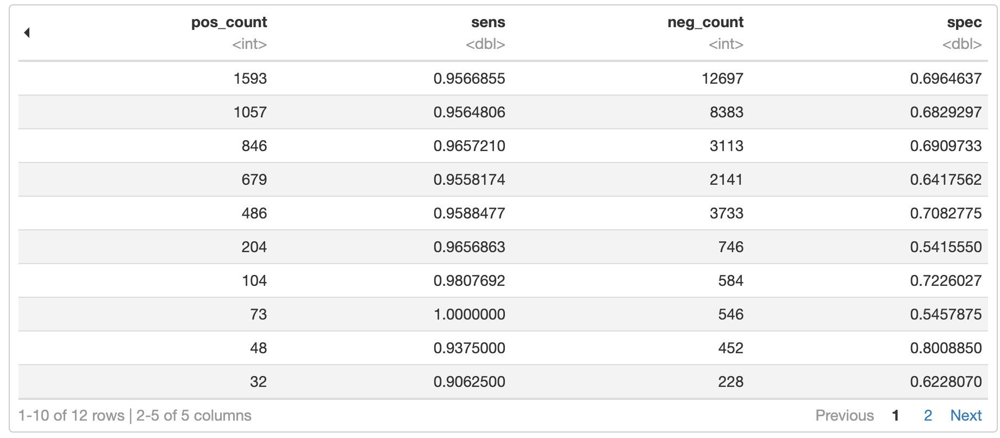 pos_count sens neg_count spec
<int> <dbl> <int> <dbl>
1593 0.9566855 12697 0.6964637
1057 0.9564806 8383 0.6829297
846 0.9657210 3113 0.6909733
679 0.9558174 2141 0.6417562
486 0.9588477 3733 0.7082775
204 0.9656863 746 0.5415550
104 0.9807692 584 0.7226027
73 1.0000000 546 0.5457875
48 0.9375000 452 0.8008850
32 0.9062500 228 0.6228070
1-10 of 12 rows | 2-5 of 5 columns Previous 1 2 Next